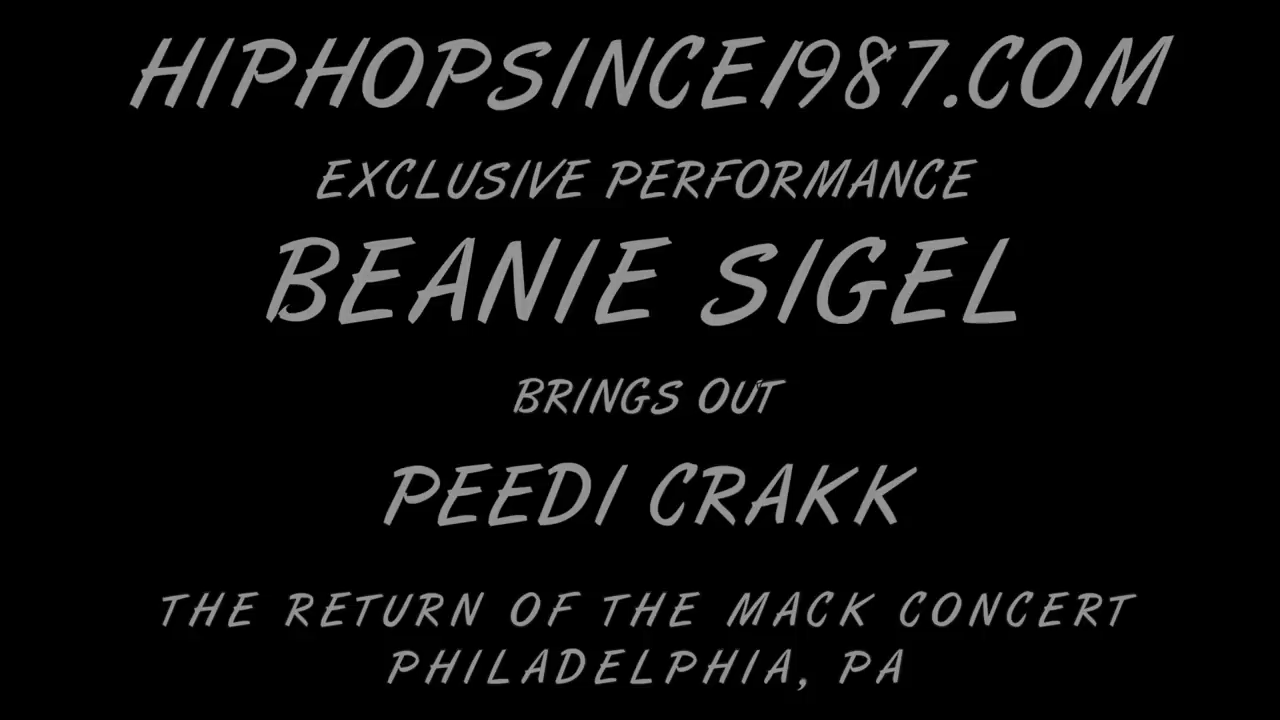 HIPHOPSINCE1987.COM
EXCLUSIVE PERFORMANCE
BEANIE SIGEL
BRINGS OUT
PEEDI CRAKK
THE RETURN OF THE MACK CONCERT
PHILADELPHIA, PA